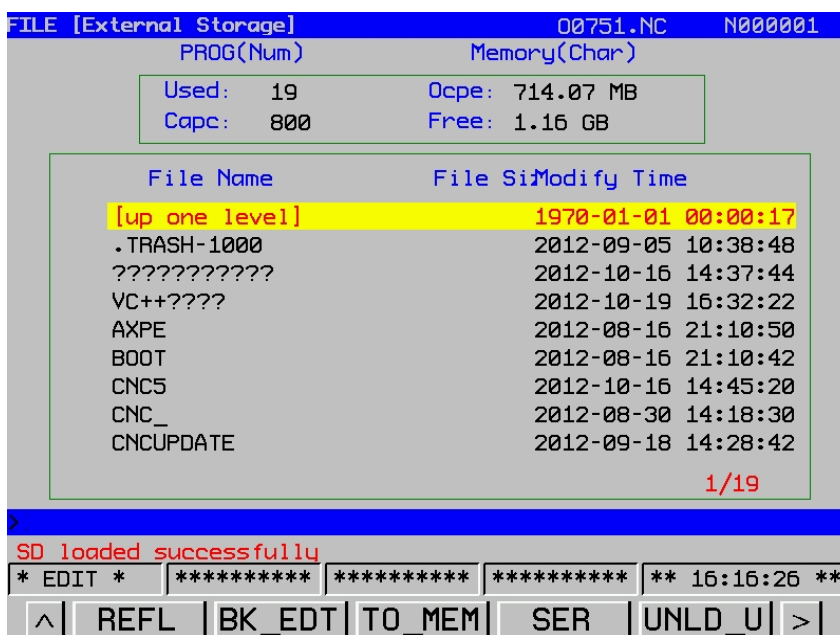 FILE [External Storage] O0751.NC N000001
PROG(Num) Memory(Char)
Used: 19 Ocpe: 714.07 MB
Capc: 800 Free: 1.16 GB
File Name File Si Modify Time
[up one level] 1970-01-01 00:00:17
.TRASH-1000 2012-09-05 10:38:48
??????????? 2012-10-16 14:37:44
VC++???? 2012-10-19 16:32:22
AXPE 2012-08-16 21:10:50
BOOT 2012-08-16 21:10:42
CNC5 2012-10-16 14:45:20
CNC_ 2012-08-30 14:18:30
CNCUPDATE 2012-09-18 14:28:42
1/19
>
SD loaded successfully
* EDIT * ********** ********** ********** ** 16:16:26 **
^ REFL BK_EDT TO_MEM SER UNLD_U >